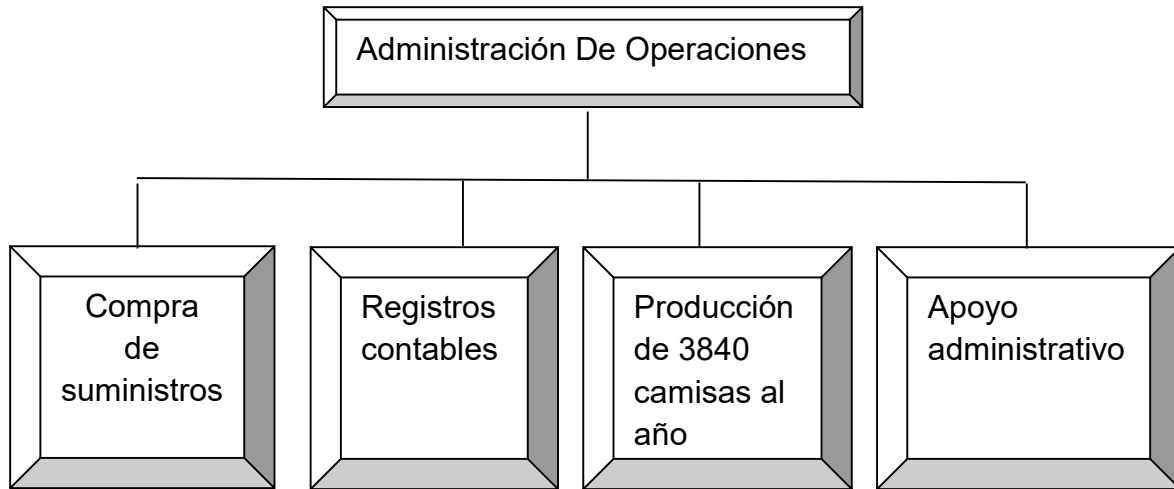 Administración De Operaciones
Compra
de
suministros
Registros
contables
Producción
de 3840
camisas al
año
Apoyo
administrativo